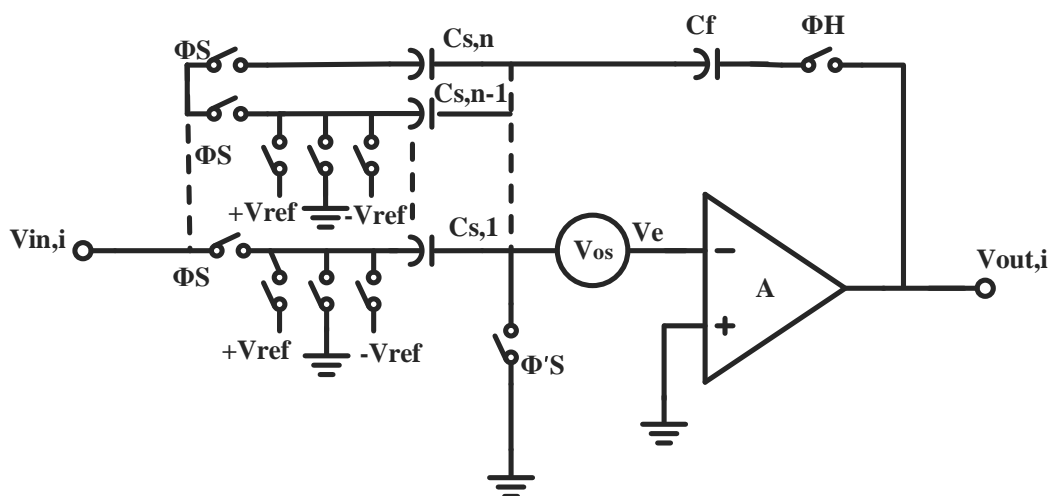 ΦS
Cs,n
Cf
ΦH
Cs,n-1
ΦS
+Vref
-Vref
Vin,i
Cs,1
Vos
Ve
−
Vout,i
ΦS
A
+Vref
-Vref
+
Φ'S